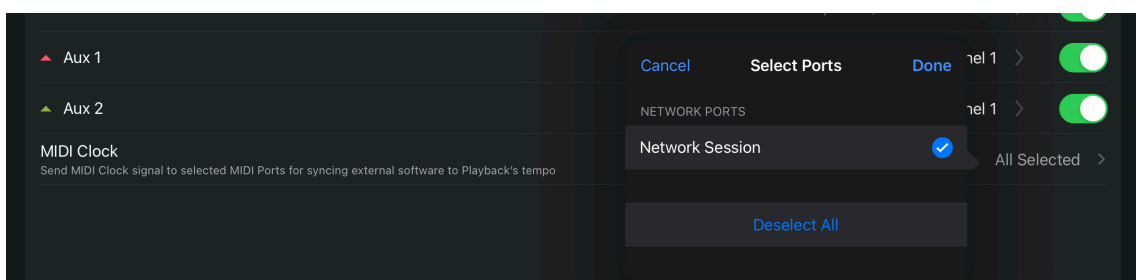 Aux 1
Cancel
Select Ports
Done
nel 1
Aux 2
NETWORK PORTS
nel 1
MIDI Clock
Send MIDI Clock signal to selected MIDI Ports for syncing external software to Playback's tempo
Network Session
All Selected
Deselect All